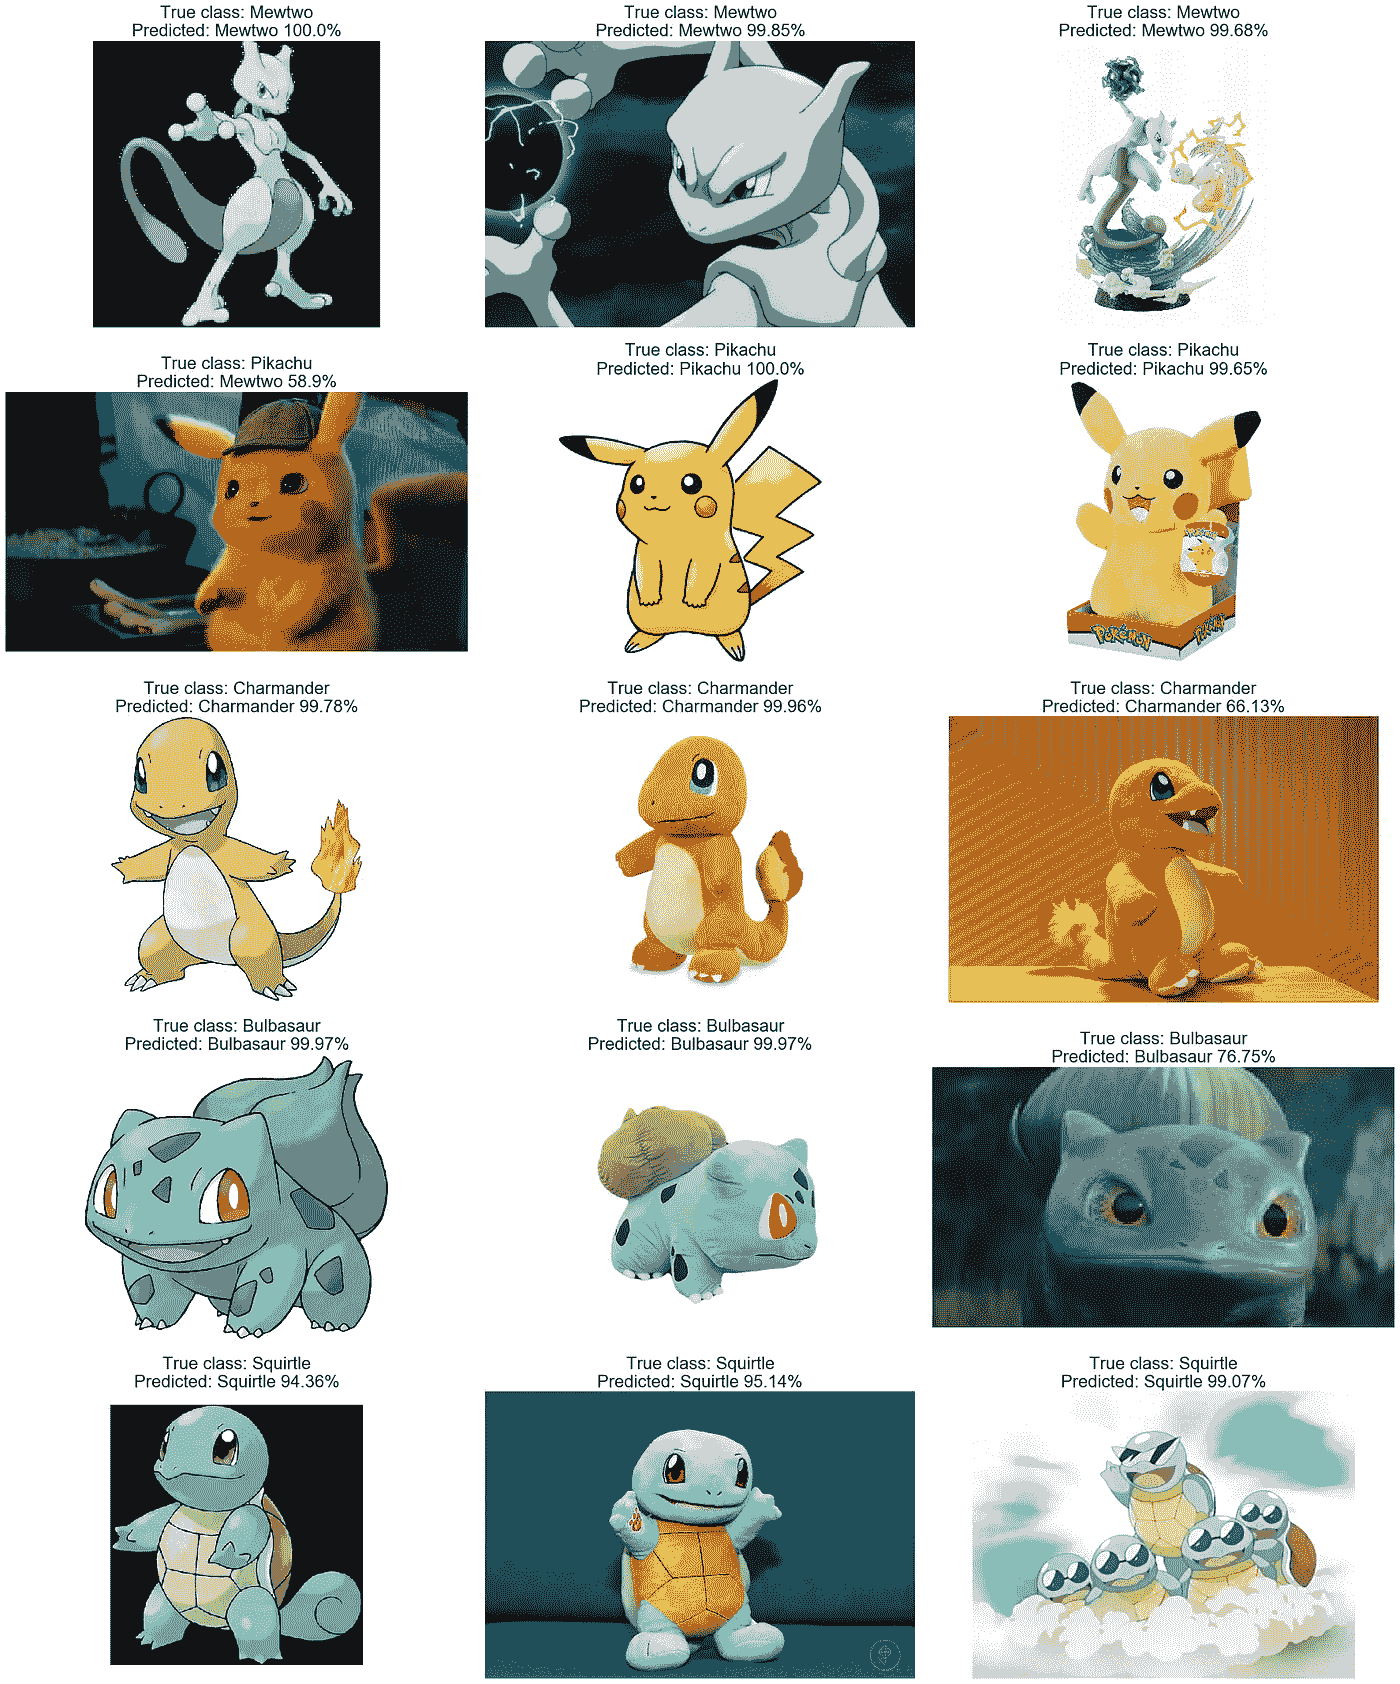 True class: Mewtwo
Predicted: Mewtwo 100.0%
True class: Mewtwo
Predicted: Mewtwo 99.85%
True class: Mewtwo
Predicted: Mewtwo 99.68%
True class: Pikachu
Predicted: Mewtwo 58.9%
True class: Pikachu
Predicted: Pikachu 100.0%
True class: Pikachu
Predicted: Pikachu 99.65%
POKéMON
True class: Charmander
Predicted: Charmander 99.78%
True class: Charmander
Predicted: Charmander 99.96%
True class: Charmander
Predicted: Charmander 66.13%
True class: Bulbasaur
Predicted: Bulbasaur 99.97%
True class: Bulbasaur
Predicted: Bulbasaur 99.97%
True class: Bulbasaur
Predicted: Bulbasaur 76.75%
True class: Squirtle
Predicted: Squirtle 94.36%
True class: Squirtle
Predicted: Squirtle 95.14%
True class: Squirtle
Predicted: Squirtle 99.07%